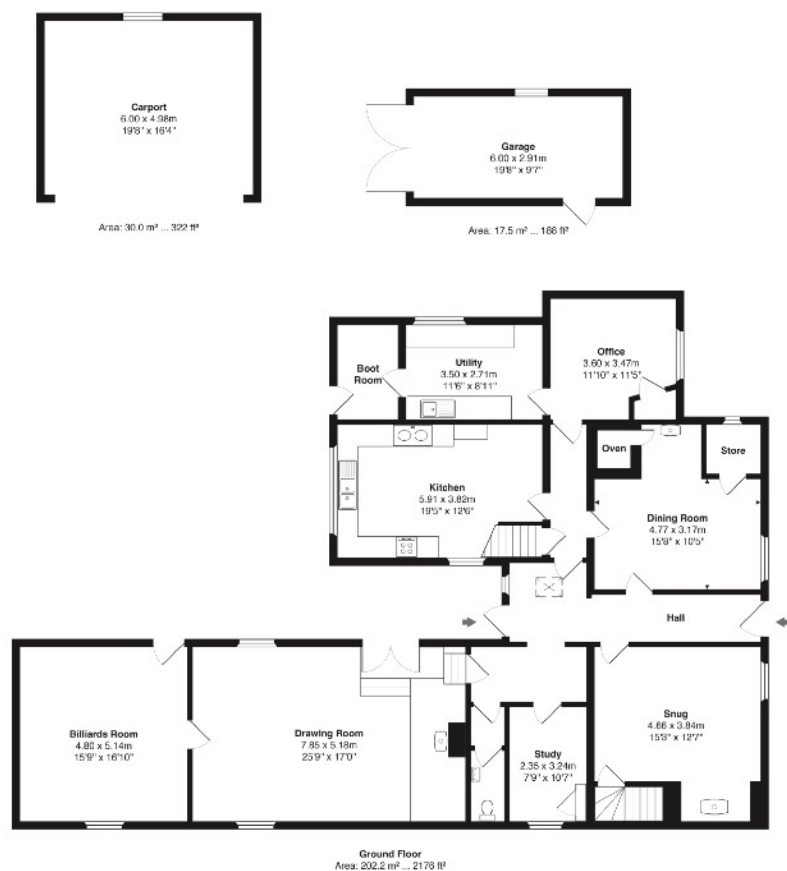 Carport
6.00 x 4.98m
19'8" x 16'4"
Area: 30.0 m² ... 322 ft²
Garage
6.00 x 2.91m
19'8" x 9'7"
Area: 17.5 m² ... 188 ft²
Boot
Room
Utility
3.50 x 2.71m
11'6" x 8'11"
Office
3.60 x 3.47m
11'10" x 11'5"
Oven
Store
Kitchen
5.91 x 3.82m
19'5" x 12'6"
Dining Room
4.77 x 3.17m
15'8" x 10'5"
Hall
Billiards Room
4.80 x 5.14m
15'9" x 16'10"
Drawing Room
7.85 x 5.18m
25'9" x 17'0"
Study
2.35 x 3.24m
7'9" x 10'7"
Snug
4.66 x 3.84m
15'3" x 12'7"
Ground Floor
Area: 202.2 m² ... 2176 ft²